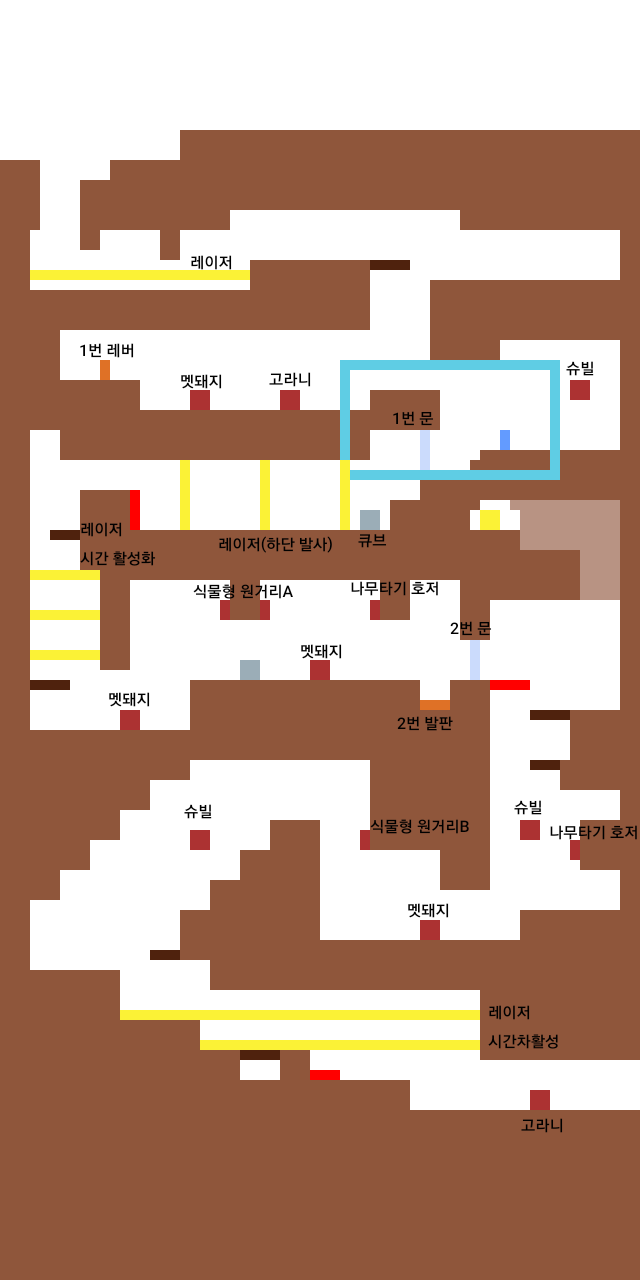 레이저
1번 레버
멧돼지
고라니
슈빌
1번 문
레이저
시간 활성화
레이저(하단 발사)
큐브
식물형 원거리A
나무타기 호저
2번 문
멧돼지
멧돼지
2번 발판
슈빌
식물형 원거리B
슈빌
나무타기 호저
멧돼지
레이저
시간차활성
고라니